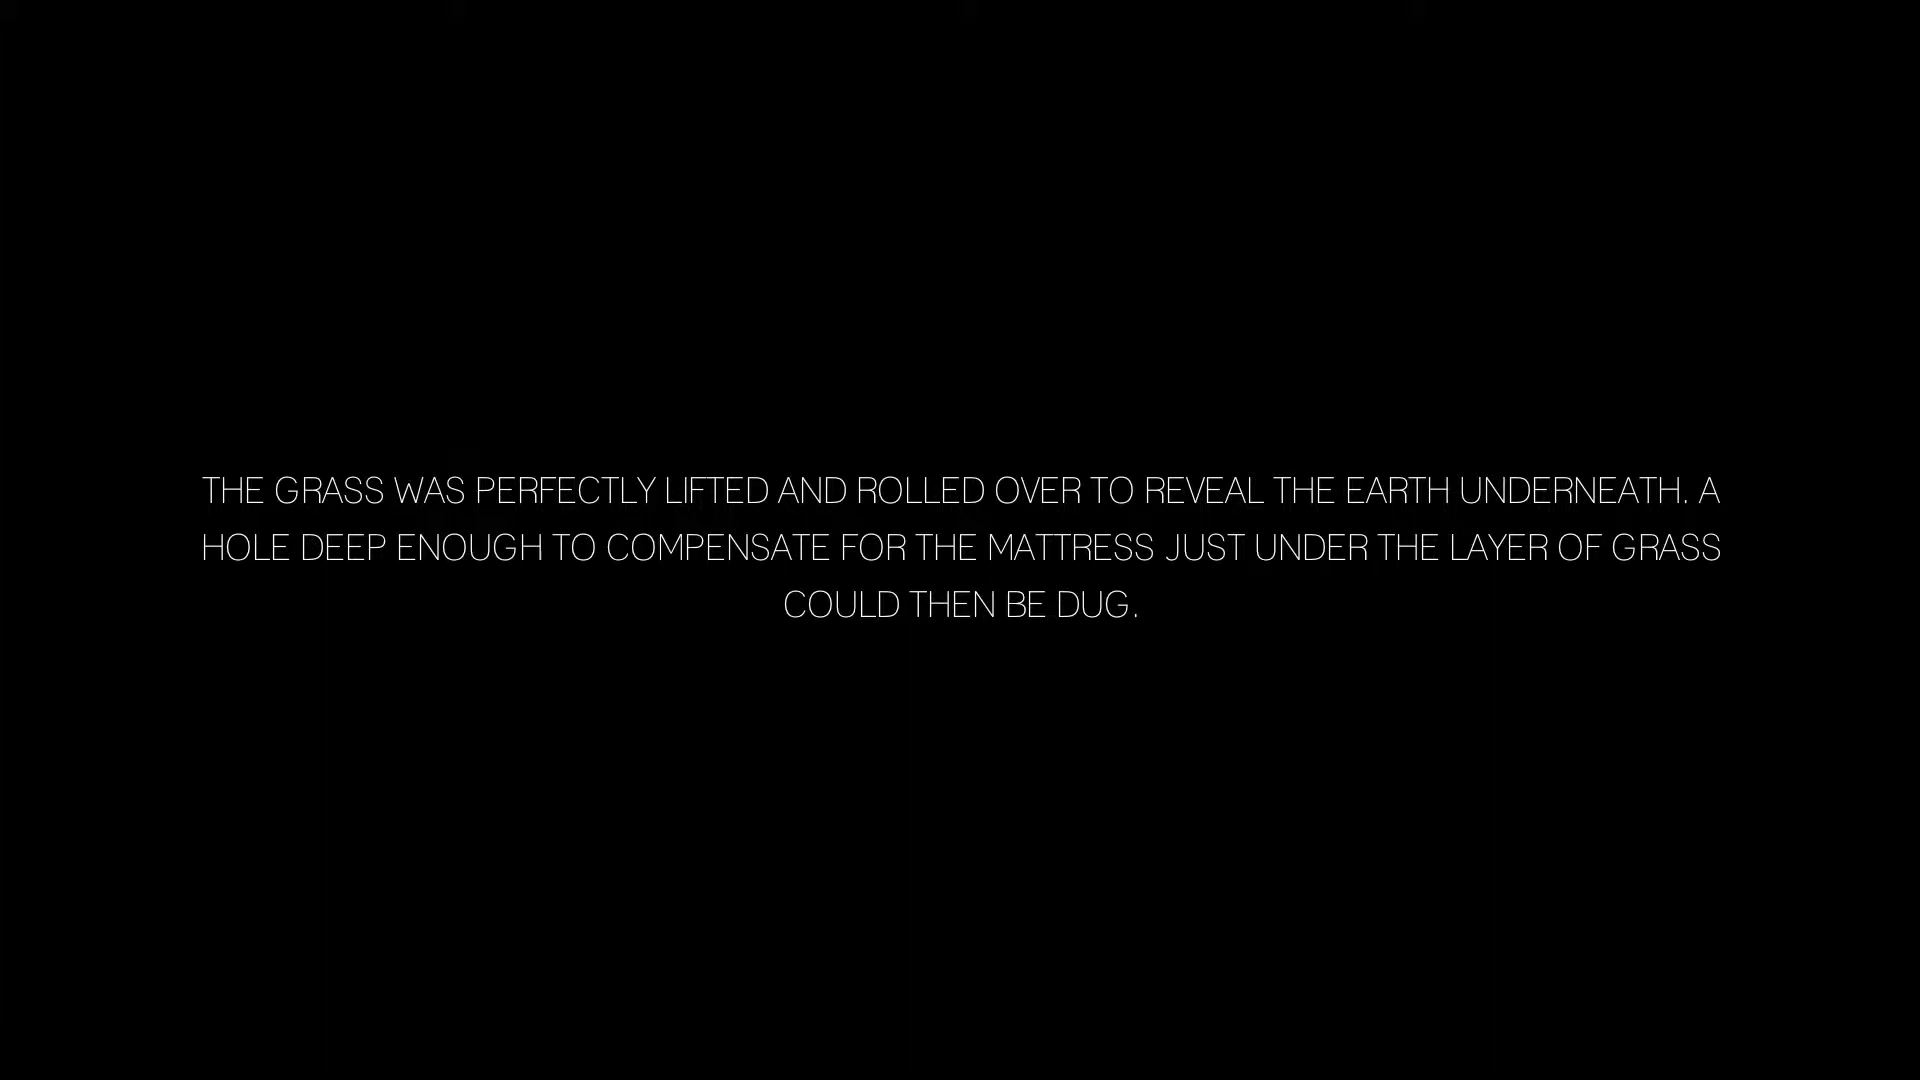 THE GRASS WAS PERFECTLY LIFTED AND ROLLED OVER TO REVEAL THE EARTH UNDERNEATH. A
HOLE DEEP ENOUGH TO COMPENSATE FOR THE MATTRESS JUST UNDER THE LAYER OF GRASS
COULD THEN BE DUG.